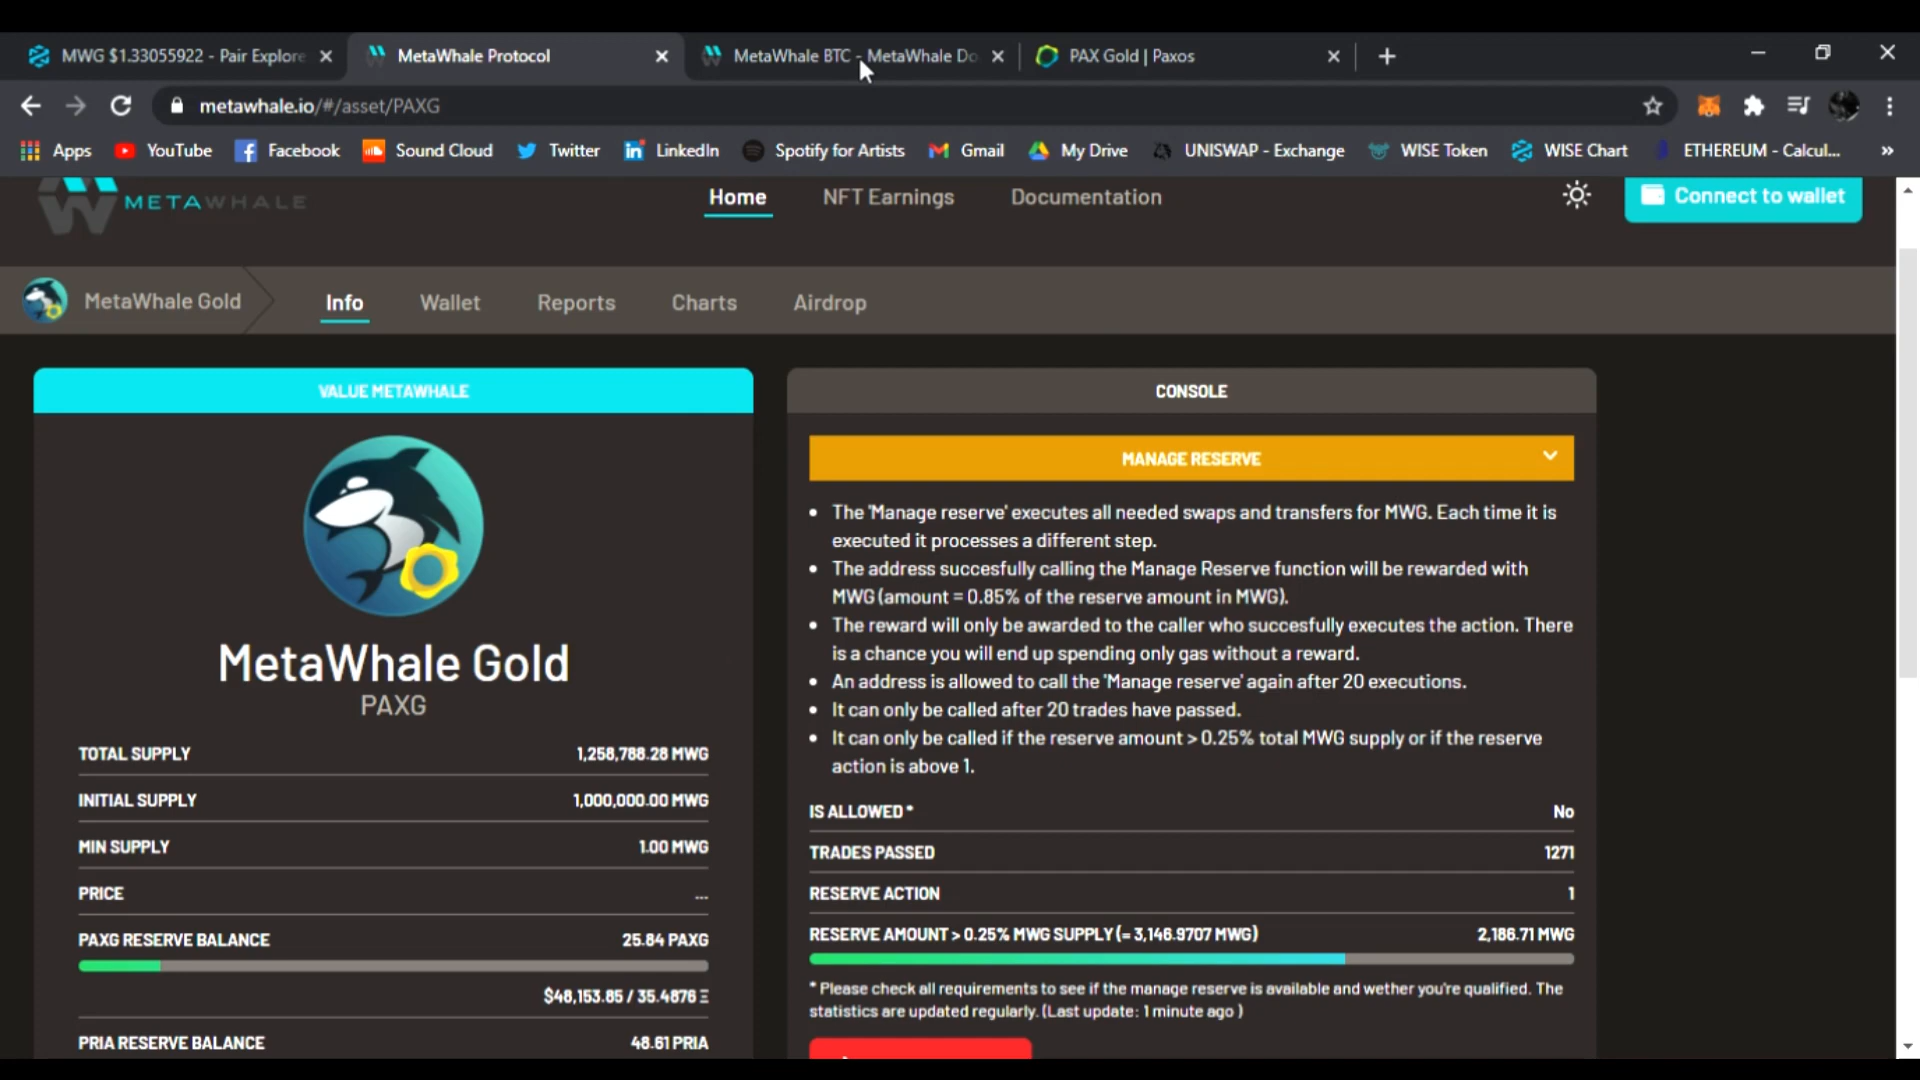 MWG $1.33055922 - Pair Explore
MetaWhale Protocol
MetaWhale BTC - MetaWhale Do
PAX Gold | Paxos
metawhale.io/#/asset/PAXG
Apps YouTube Facebook Sound Cloud Twitter LinkedIn Spotify for Artists Gmail My Drive UNISWAP - Exchange WISE Token WISE Chart ETHEREUM - Calcul... »
METAWHALE
Home NFT Earnings Documentation
Connect to wallet
MetaWhale Gold
Info Wallet Reports Charts Airdrop
VALUE METAWHALE
MetaWhale Gold
PAXG
TOTAL SUPPLY 1,258,788.28 MWG
INITIAL SUPPLY 1,000,000.00 MWG
MIN SUPPLY 1.00 MWG
PRICE ...
PAXG RESERVE BALANCE 25.84 PAXG
$48,153.85 / 35.4876 Ξ
PRIA RESERVE BALANCE 48.61 PRIA
CONSOLE
MANAGE RESERVE
• The 'Manage reserve' executes all needed swaps and transfers for MWG. Each time it is
executed it processes a different step.
• The address succesfully calling the Manage Reserve function will be rewarded with
MWG (amount = 0.85% of the reserve amount in MWG).
• The reward will only be awarded to the caller who succesfully executes the action. There
is a chance you will end up spending only gas without a reward.
• An address is allowed to call the 'Manage reserve' again after 20 executions.
• It can only be called after 20 trades have passed.
• It can only be called if the reserve amount > 0.25% total MWG supply or if the reserve
action is above 1.
IS ALLOWED * No
TRADES PASSED 1271
RESERVE ACTION 1
RESERVE AMOUNT > 0.25% MWG SUPPLY (= 3,146.9707 MWG) 2,186.71 MWG
* Please check all requirements to see if the manage reserve is available and wether you're qualified. The
statistics are updated regularly. (Last update: 1 minute ago )